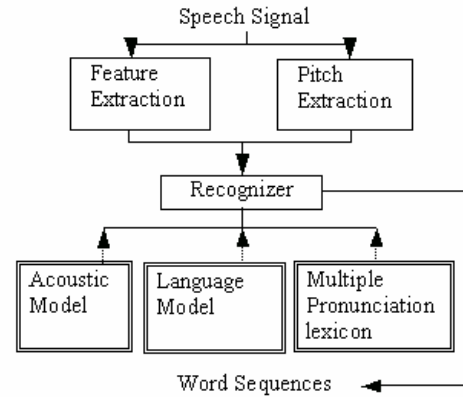 Speech Signal
Feature
Extraction
Pitch
Extraction
Recognizer
Acoustic
Model
Language
Model
Multiple
Pronunciation
lexicon
Word Sequences